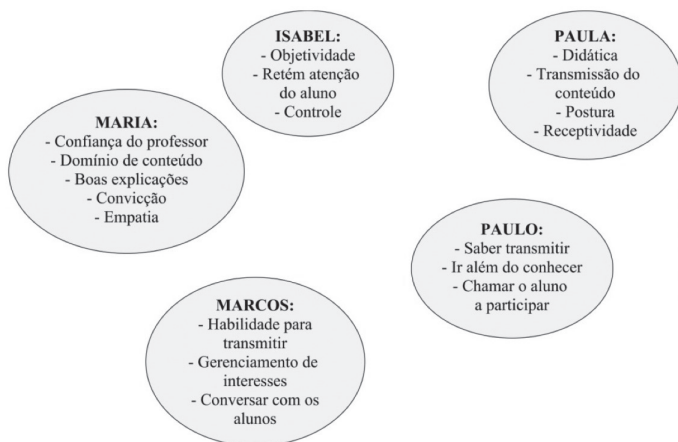 ISABEL:
- Objetividade
- Retém atenção
do aluno
- Controle
PAULA:
- Didática
- Transmissão do
conteúdo
- Postura
- Receptividade
MARIA:
- Confiança do professor
- Domínio de conteúdo
- Boas explicações
- Convicção
- Empatia
PAULO:
- Saber transmitir
- Ir além do conhecer
- Chamar o aluno
a participar
MARCOS:
- Habilidade para
transmitir
- Gerenciamento de
interesses
- Conversar com os
alunos